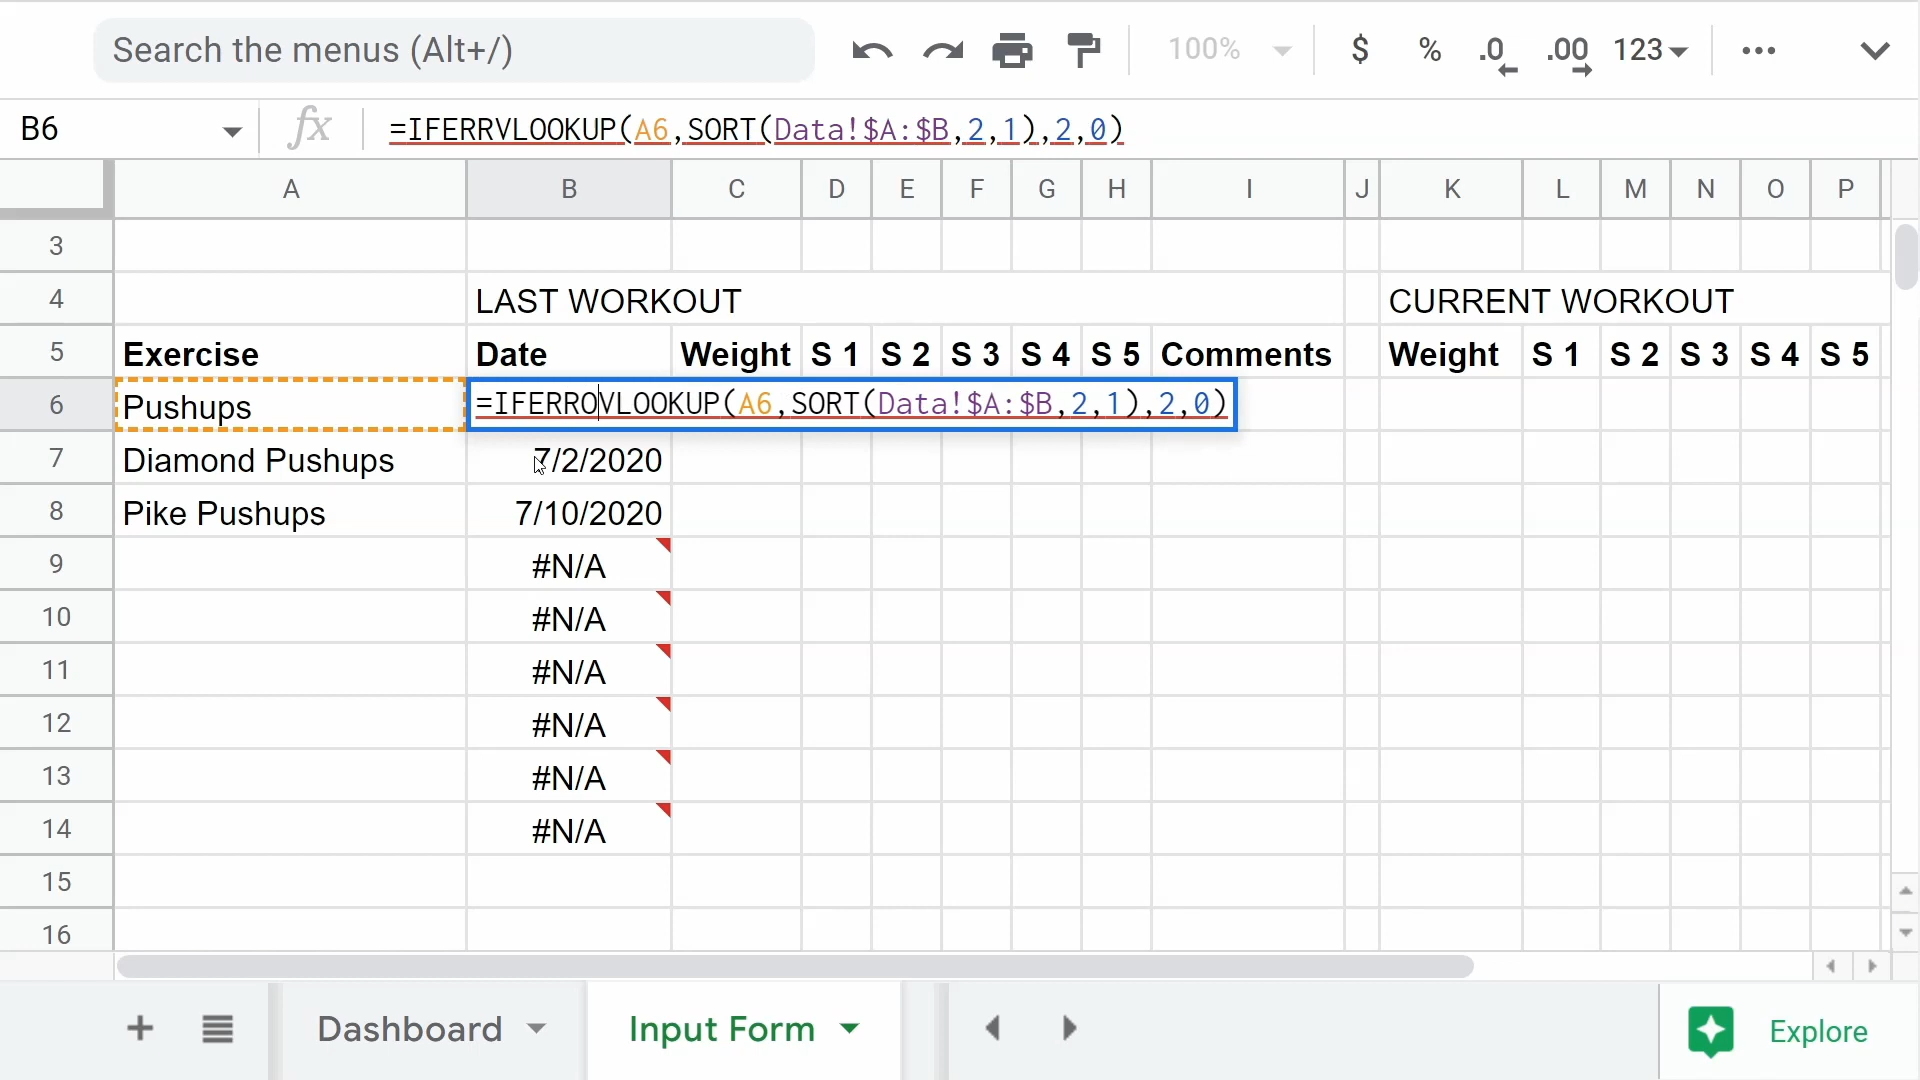 Search the menus (Alt+/) 100% $ % .0 .00 123
B6 fx =IFERRVLOOKUP(A6,SORT(Data!$A:$B,2,1),2,0)
A B C D E F G H I J K L M N O P
3
4 LAST WORKOUT CURRENT WORKOUT
5 Exercise Date Weight S 1 S 2 S 3 S 4 S 5 Comments Weight S 1 S 2 S 3 S 4 S 5
6 Pushups =IFERROVLOOKUP(A6,SORT(Data!$A:$B,2,1),2,0)
7 Diamond Pushups 7/2/2020
8 Pike Pushups 7/10/2020
9 #N/A
10 #N/A
11 #N/A
12 #N/A
13 #N/A
14 #N/A
15
16
Dashboard Input Form Explore